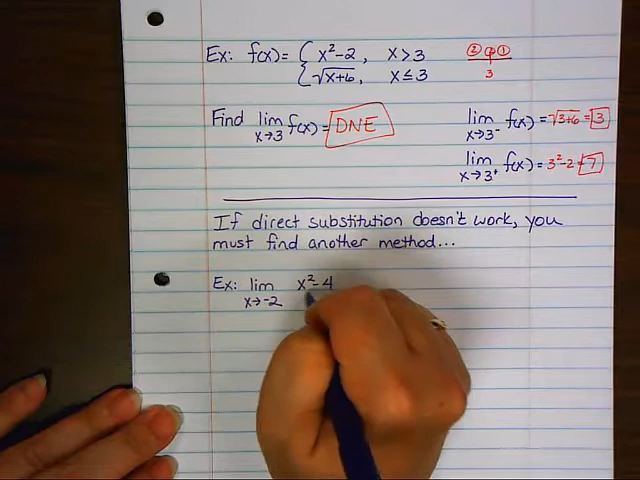 Ex: f(x)= { x²-2, x>3
{ √x+6, x≤3
② φ ①
3
Find lim f(x)= DNE
x→3
lim f(x)= √3+6 = 3
x→3⁻
lim f(x)= 3²-2 = 7
x→3⁺
If direct substitution doesn't work, you
must find another method...
Ex: lim x²-4
x→-2